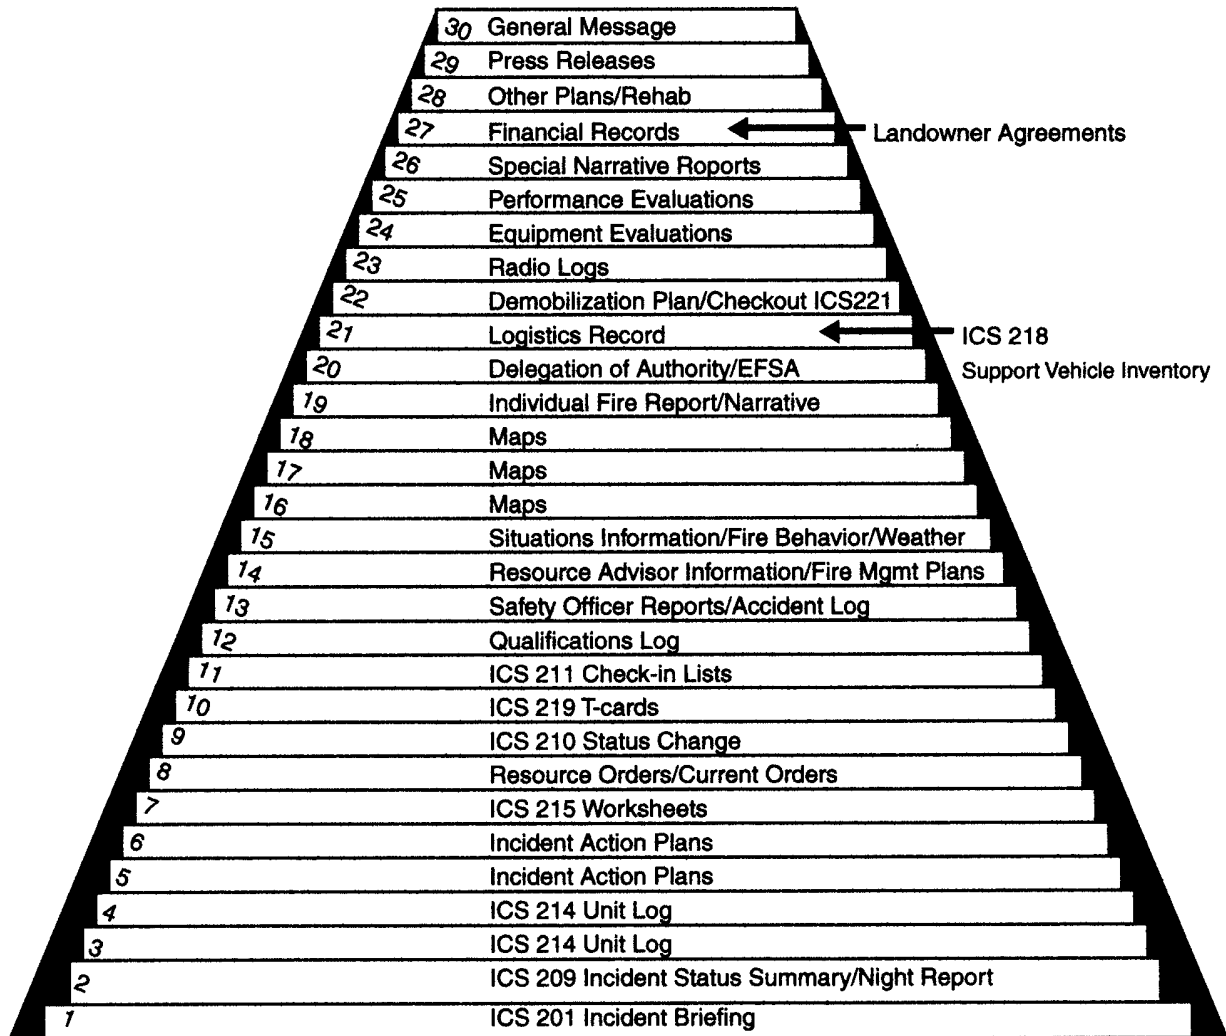 30 General Message
29 Press Releases
28 Other Plans/Rehab
27 Financial Records Landowner Agreements
26 Special Narrative Roports
25 Performance Evaluations
24 Equipment Evaluations
23 Radio Logs
22 Demobilization Plan/Checkout ICS221
21 Logistics Record ICS 218
20 Delegation of Authority/EFSA Support Vehicle Inventory
19 Individual Fire Report/Narrative
18 Maps
17 Maps
16 Maps
15 Situations Information/Fire Behavior/Weather
14 Resource Advisor Information/Fire Mgmt Plans
13 Safety Officer Reports/Accident Log
12 Qualifications Log
11 ICS 211 Check-in Lists
10 ICS 219 T-cards
9 ICS 210 Status Change
8 Resource Orders/Current Orders
7 ICS 215 Worksheets
6 Incident Action Plans
5 Incident Action Plans
4 ICS 214 Unit Log
3 ICS 214 Unit Log
2 ICS 209 Incident Status Summary/Night Report
1 ICS 201 Incident Briefing